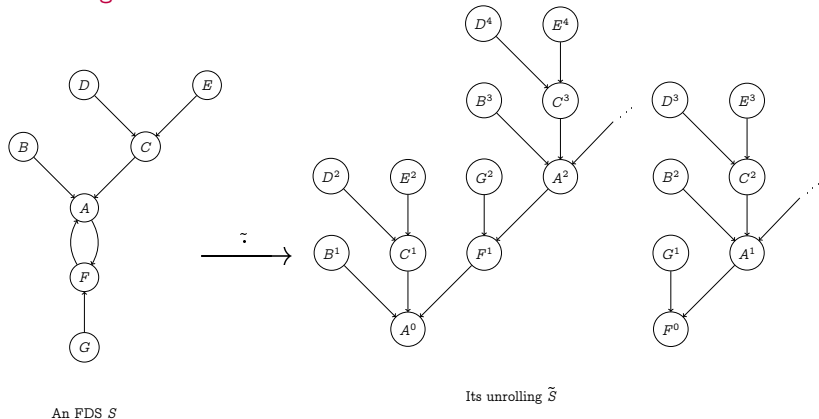 D⁴ E⁴
D E B³ C³ D³ E³
B C D² E² G² A² B² C²
A B¹ C¹ F¹ G¹ A¹
F A⁰ F⁰
G
An FDS S
Its unrolling S̃